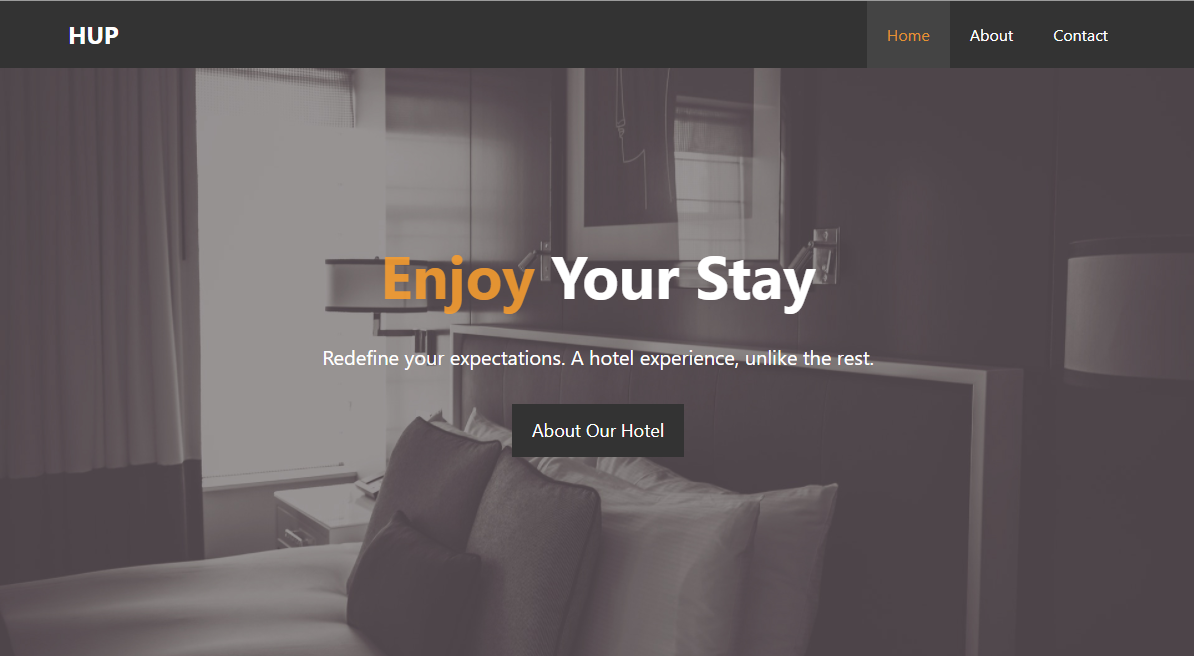 HUP
Home About Contact
Enjoy Your Stay
Redefine your expectations. A hotel experience, unlike the rest.
About Our Hotel